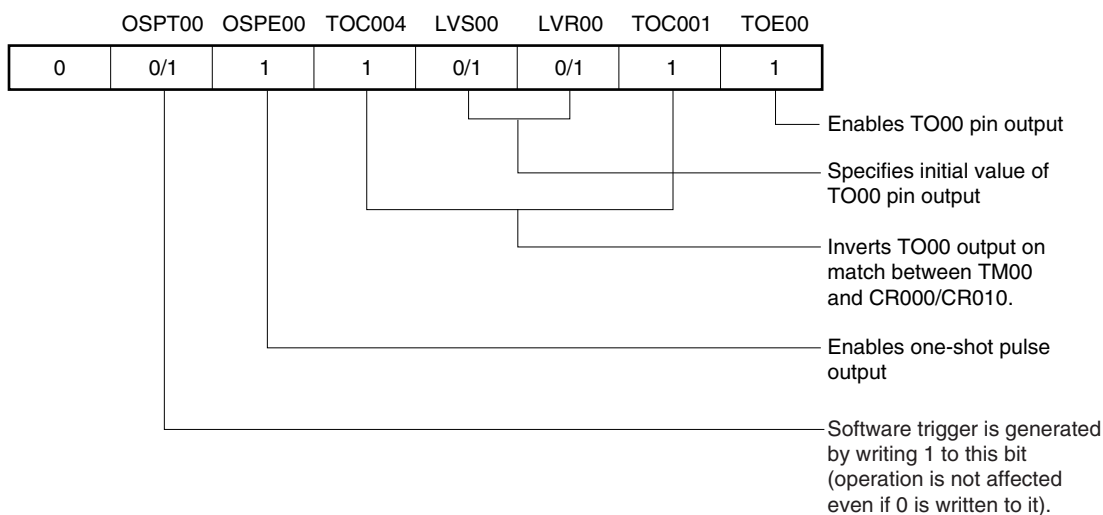 OSPT00 OSPE00 TOC004 LVS00 LVR00 TOC001 TOE00
0 0/1 1 1 0/1 0/1 1 1
Enables TO00 pin output
Specifies initial value of
TO00 pin output
Inverts TO00 output on
match between TM00
and CR000/CR010.
Enables one-shot pulse
output
Software trigger is generated
by writing 1 to this bit
(operation is not affected
even if 0 is written to it).